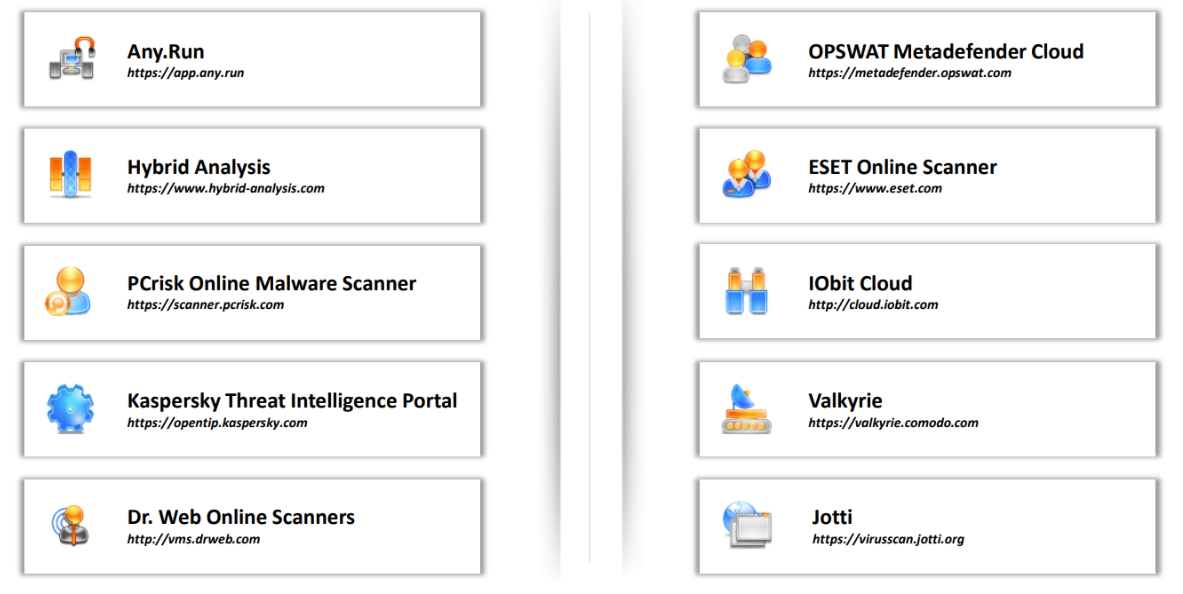 Any.Run
https://app.any.run
Hybrid Analysis
https://www.hybrid-analysis.com
PCrisk Online Malware Scanner
https://scanner.pcrisk.com
Kaspersky Threat Intelligence Portal
https://opentip.kaspersky.com
Dr. Web Online Scanners
http://vms.drweb.com
OPSWAT Metadefender Cloud
https://metadefender.opswat.com
ESET Online Scanner
https://www.eset.com
IObit Cloud
http://cloud.iobit.com
Valkyrie
https://valkyrie.comodo.com
Jotti
https://virusscan.jotti.org